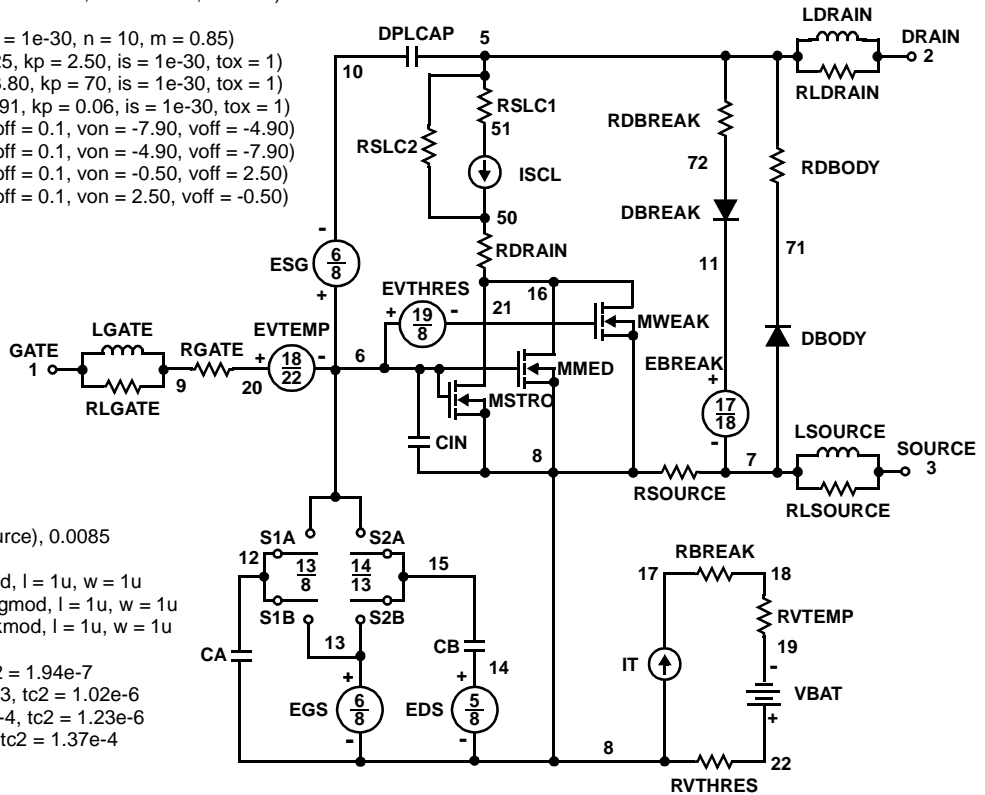 = 1e-30, n = 10, m = 0.85)
25, kp = 2.50, is = 1e-30, tox = 1)
3.80, kp = 70, is = 1e-30, tox = 1)
91, kp = 0.06, is = 1e-30, tox = 1)
off = 0.1, von = -7.90, voff = -4.90)
off = 0.1, von = -4.90, voff = -7.90)
off = 0.1, von = -0.50, voff = 2.50)
off = 0.1, von = 2.50, voff = -0.50)
LDRAIN
DPLCAP
5
DRAIN
2
10
RLDRAIN
RSLC1
51
RDBREAK
RSLC2
72
RDBODY
ISCL
DBREAK
50
RDRAIN
71
ESG
6
8
11
EVTHRES
16
21
19
8
MWEAK
LGATE
EVTEMP
DBODY
GATE
1
RGATE
18
22
6
MMED
EBREAK
9
20
MSTRO
RLGATE
17
18
LSOURCE
CIN
8
7
SOURCE
3
RSOURCE
RLSOURCE
urce), 0.0085
S1A
S2A
RBREAK
12
13
8
14
13
15
17
18
d, l = 1u, w = 1u
gmod, l = 1u, w = 1u
S1B
S2B
RVTEMP
kmod, l = 1u, w = 1u
13
CB
19
CA
14
IT
2 = 1.94e-7
VBAT
3, tc2 = 1.02e-6
EGS
6
8
EDS
5
8
-4, tc2 = 1.23e-6
tc2 = 1.37e-4
8
22
RVTHRES